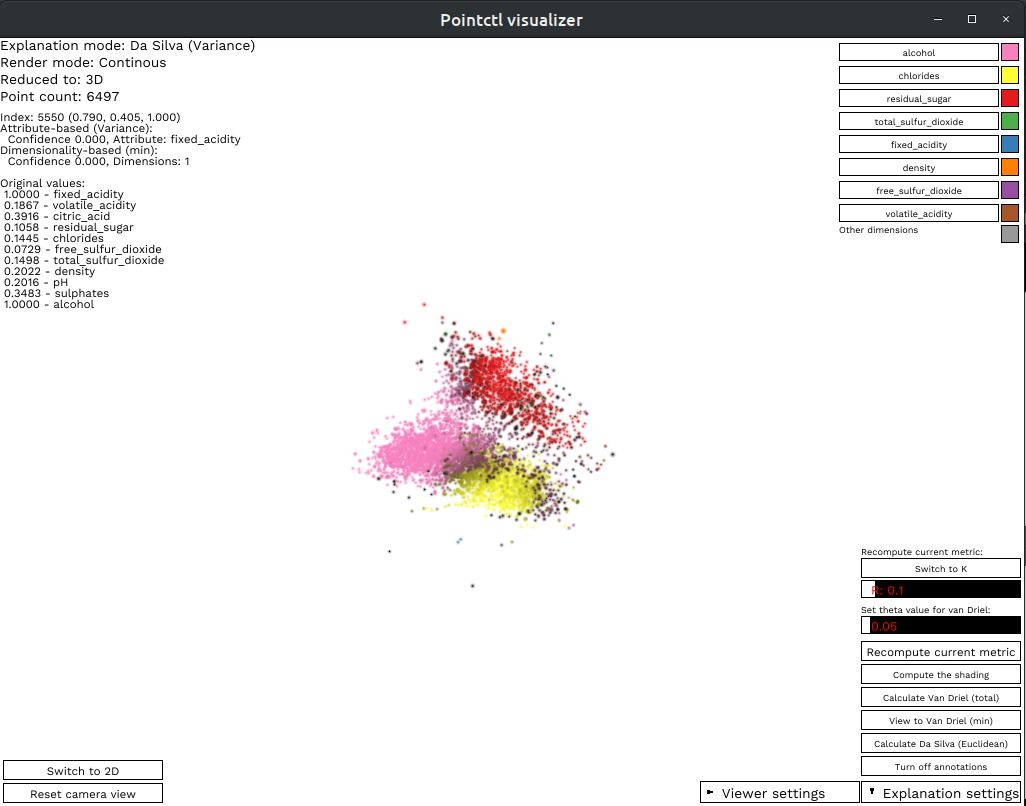 Pointctl visualizer
Explanation mode: Da Silva (Variance)
Render mode: Continous
Reduced to: 3D
Point count: 6497
Index: 5550 (0.790, 0.405, 1.000)
Attribute-based (Variance):
Confidence 0.000, Attribute: fixed_acidity
Dimensionality-based (min):
Confidence 0.000, Dimensions: 1
Original values:
1.0000 - fixed_acidity
0.1867 - volatile_acidity
0.3916 - citric_acid
0.1058 - residual_sugar
0.1445 - chlorides
0.0729 - free_sulfur_dioxide
0.1498 - total_sulfur_dioxide
0.2022 - density
0.2016 - pH
0.3483 - sulphates
1.0000 - alcohol
alcohol
chlorides
residual_sugar
total_sulfur_dioxide
fixed_acidity
density
free_sulfur_dioxide
volatile_acidity
Other dimensions
Recompute current metric:
Switch to K
R: 0.1
Set theta value for van Driel:
0.05
Recompute current metric
Compute the shading
Calculate Van Driel (total)
View to Van Driel (min)
Calculate Da Silva (Euclidean)
Turn off annotations
Switch to 2D
Reset camera view
Viewer settings
Explanation settings